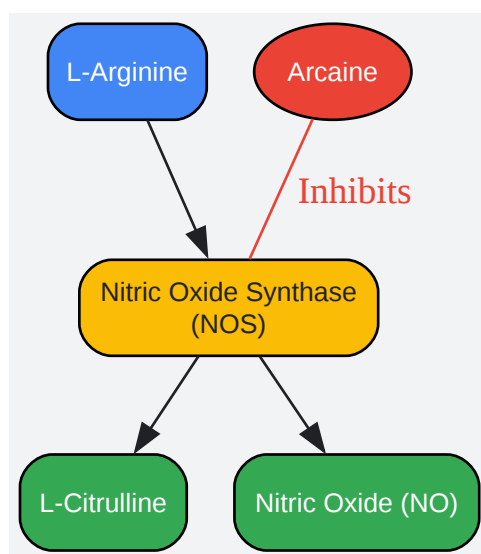 L-Arginine
Arcaine
Inhibits
Nitric Oxide Synthase
(NOS)
L-Citrulline
Nitric Oxide (NO)